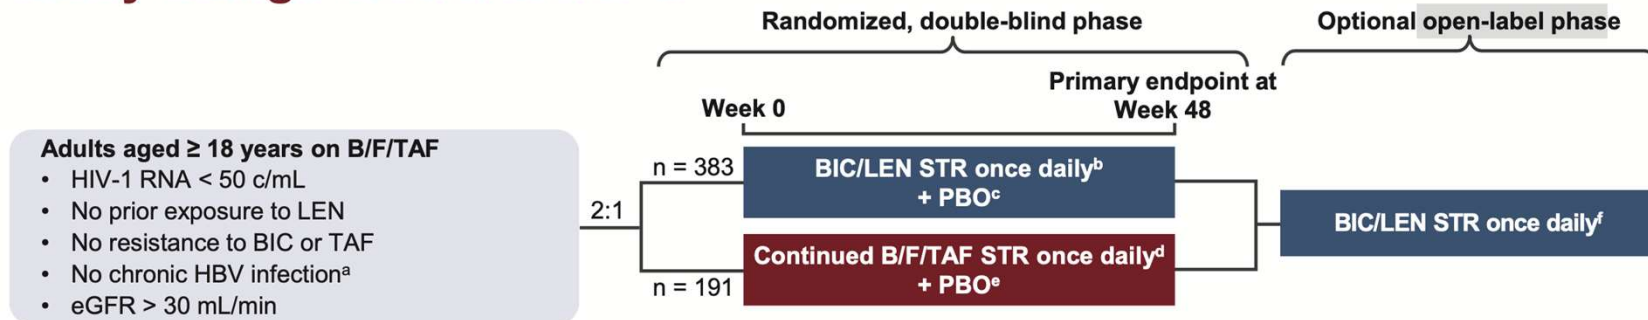 Randomized, double-blind phase
Optional open-label phase
Week 0
Primary endpoint at
Week 48
Adults aged ≥ 18 years on B/F/TAF
• HIV-1 RNA < 50 c/mL
• No prior exposure to LEN
• No resistance to BIC or TAF
• No chronic HBV infectionᵃ
• eGFR > 30 mL/min
2:1
n = 383
BIC/LEN STR once dailyᵇ
+ PBOᶜ
Continued B/F/TAF STR once dailyᵈ
+ PBOᵉ
n = 191
BIC/LEN STR once dailyᶠ